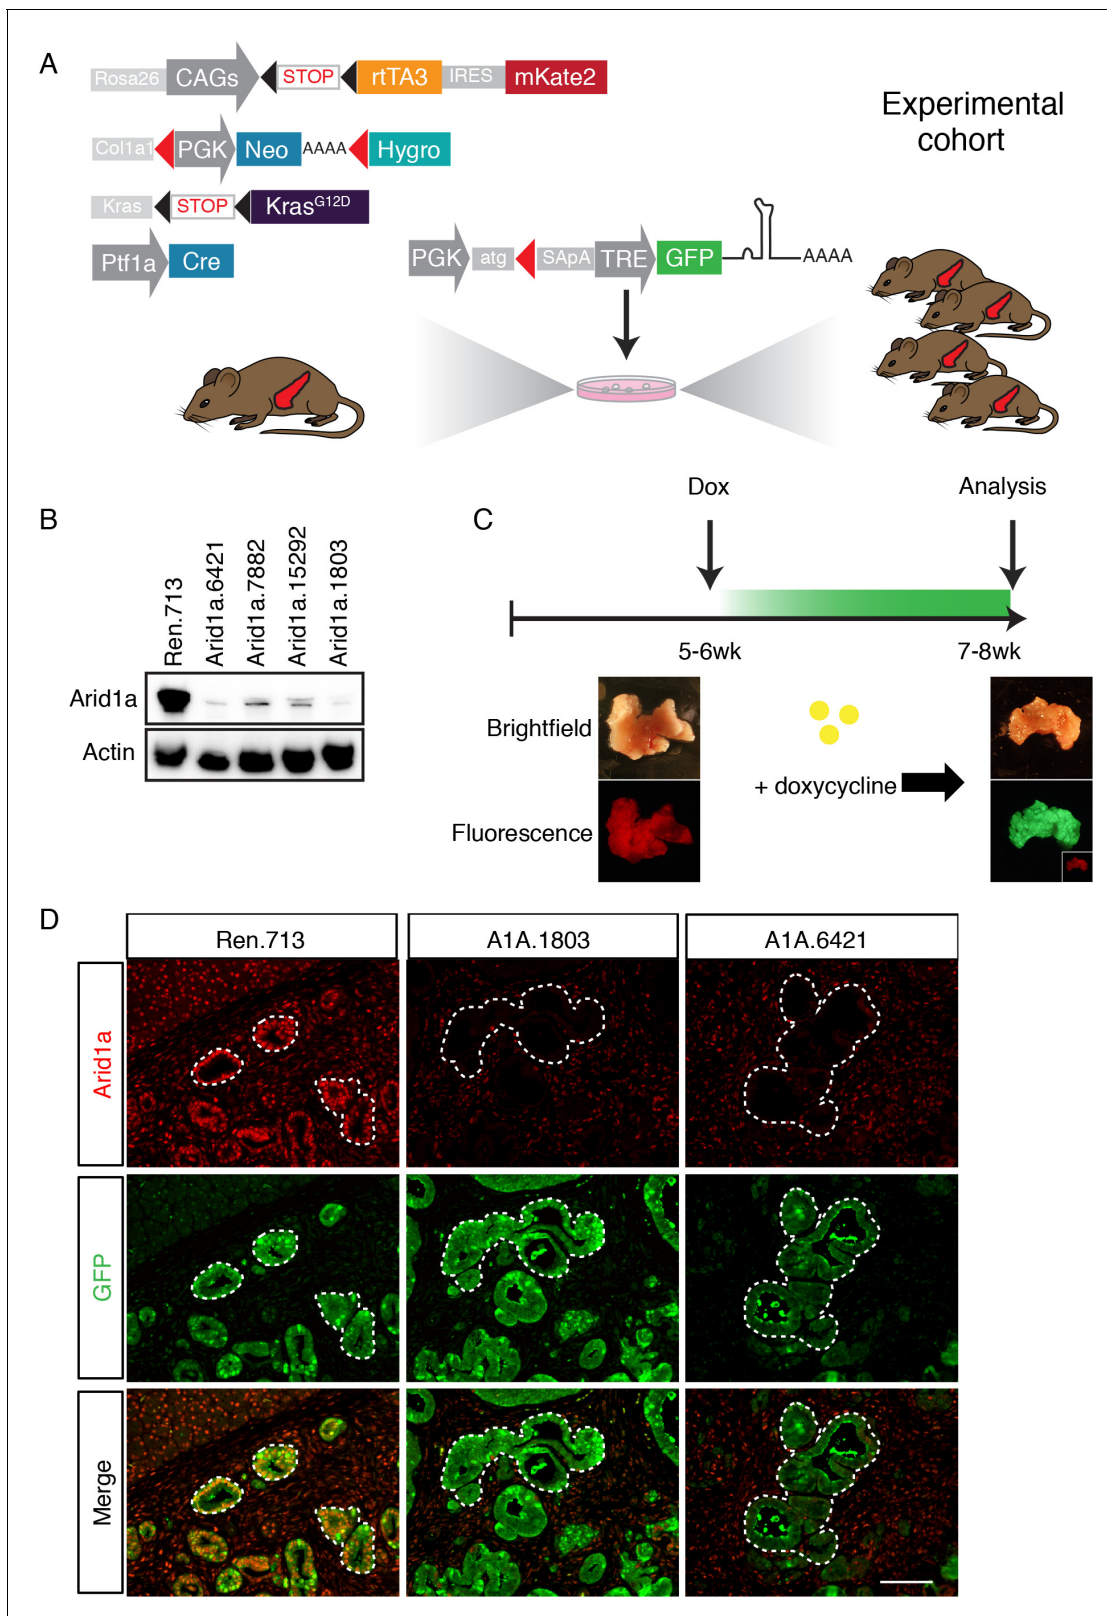 A
Rosa26 CAGs STOP rtTA3 IRES mKate2
Col1a1 PGK Neo AAAA Hygro
Kras STOP KrasG12D
Ptf1a Cre
PGK atg SApA TRE GFP AAAA
Experimental
cohort
B
Ren.713
Arid1a.6421
Arid1a.7882
Arid1a.15292
Arid1a.1803
Arid1a
Actin
C
Dox
Analysis
5-6wk
7-8wk
Brightfield
+ doxycycline
Fluorescence
D
Ren.713
A1A.1803
A1A.6421
Arid1a
GFP
Merge